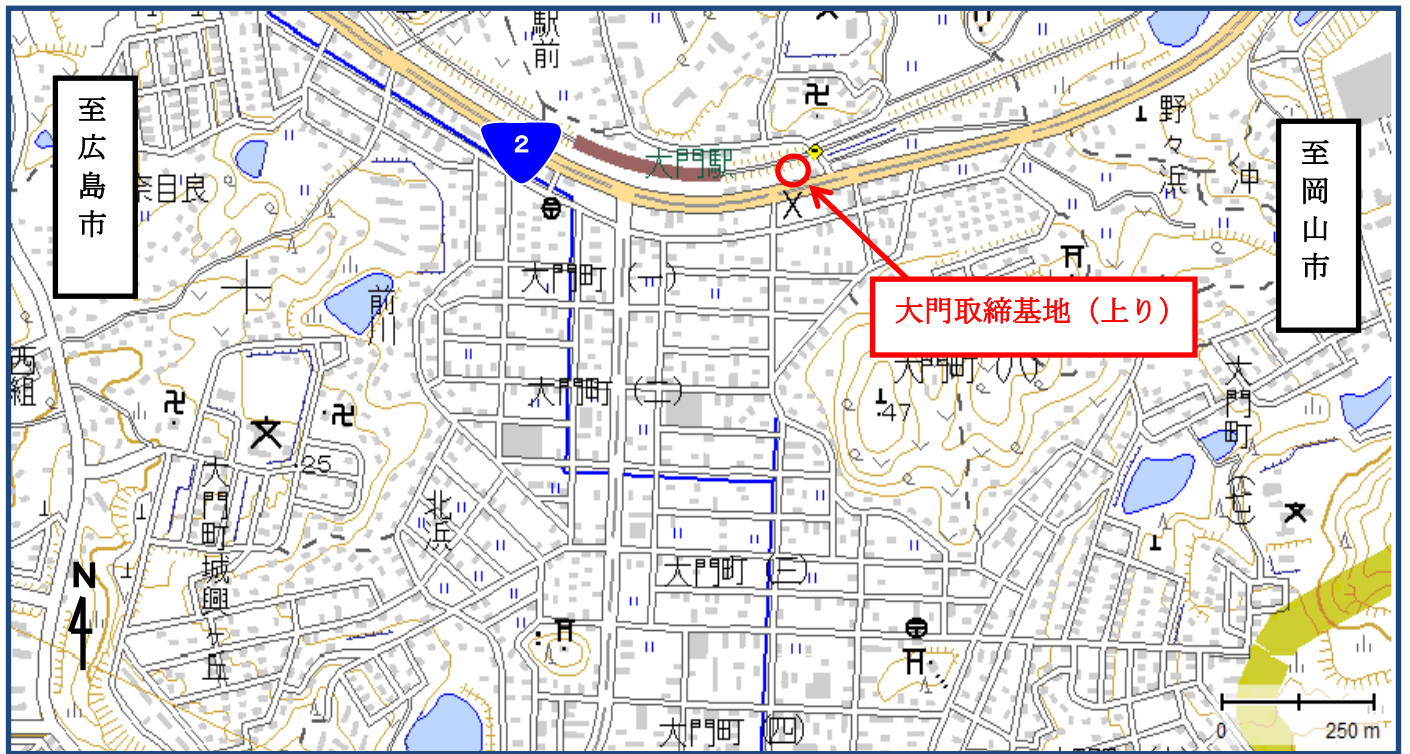 駅前
至広島市
2
大門駅
野々浜
沖
至岡山市
奈目良
大門町(一)
前川
大門取締基地（上り）
西組
大門町(二)
大門町(八)
47
大門町(七)
25
大門町城興ケ丘
北浜
N
大門町(三)
大門町(四)
0
250 m